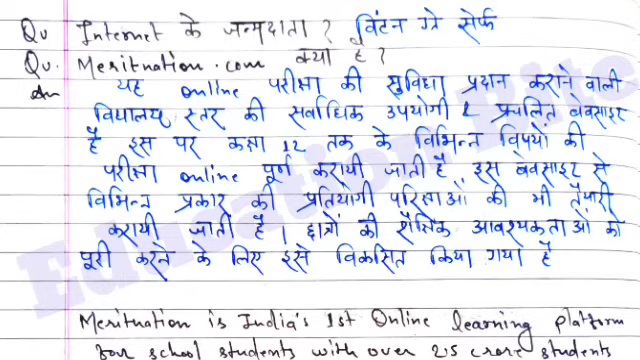 Qu Internet के जन्मदाता ? विंटन ग्रे सेर्फ
Qu. Meritnation.com क्या है ?
Ans यह online परीक्षा की सुविधा प्रदान कराने वाली
विद्यालय स्तर की सर्वाधिक उपयोगी & प्रचलित वेबसाइट
है इस पर कक्षा 12 तक के विभिन्न विषयों की
परीक्षा online पूर्ण करायी जाती है, इस वेबसाइट से
विभिन्न प्रकार की प्रतियोगी परिक्षाओं की भी तैयारी
करायी जाती है। छात्रों की शैक्षिक आवश्यकताओं को
पूरी करने के लिए इसे विकसित किया गया है
Meritnation is India's 1st Online learning platform
for school students with over 2.5 crore students